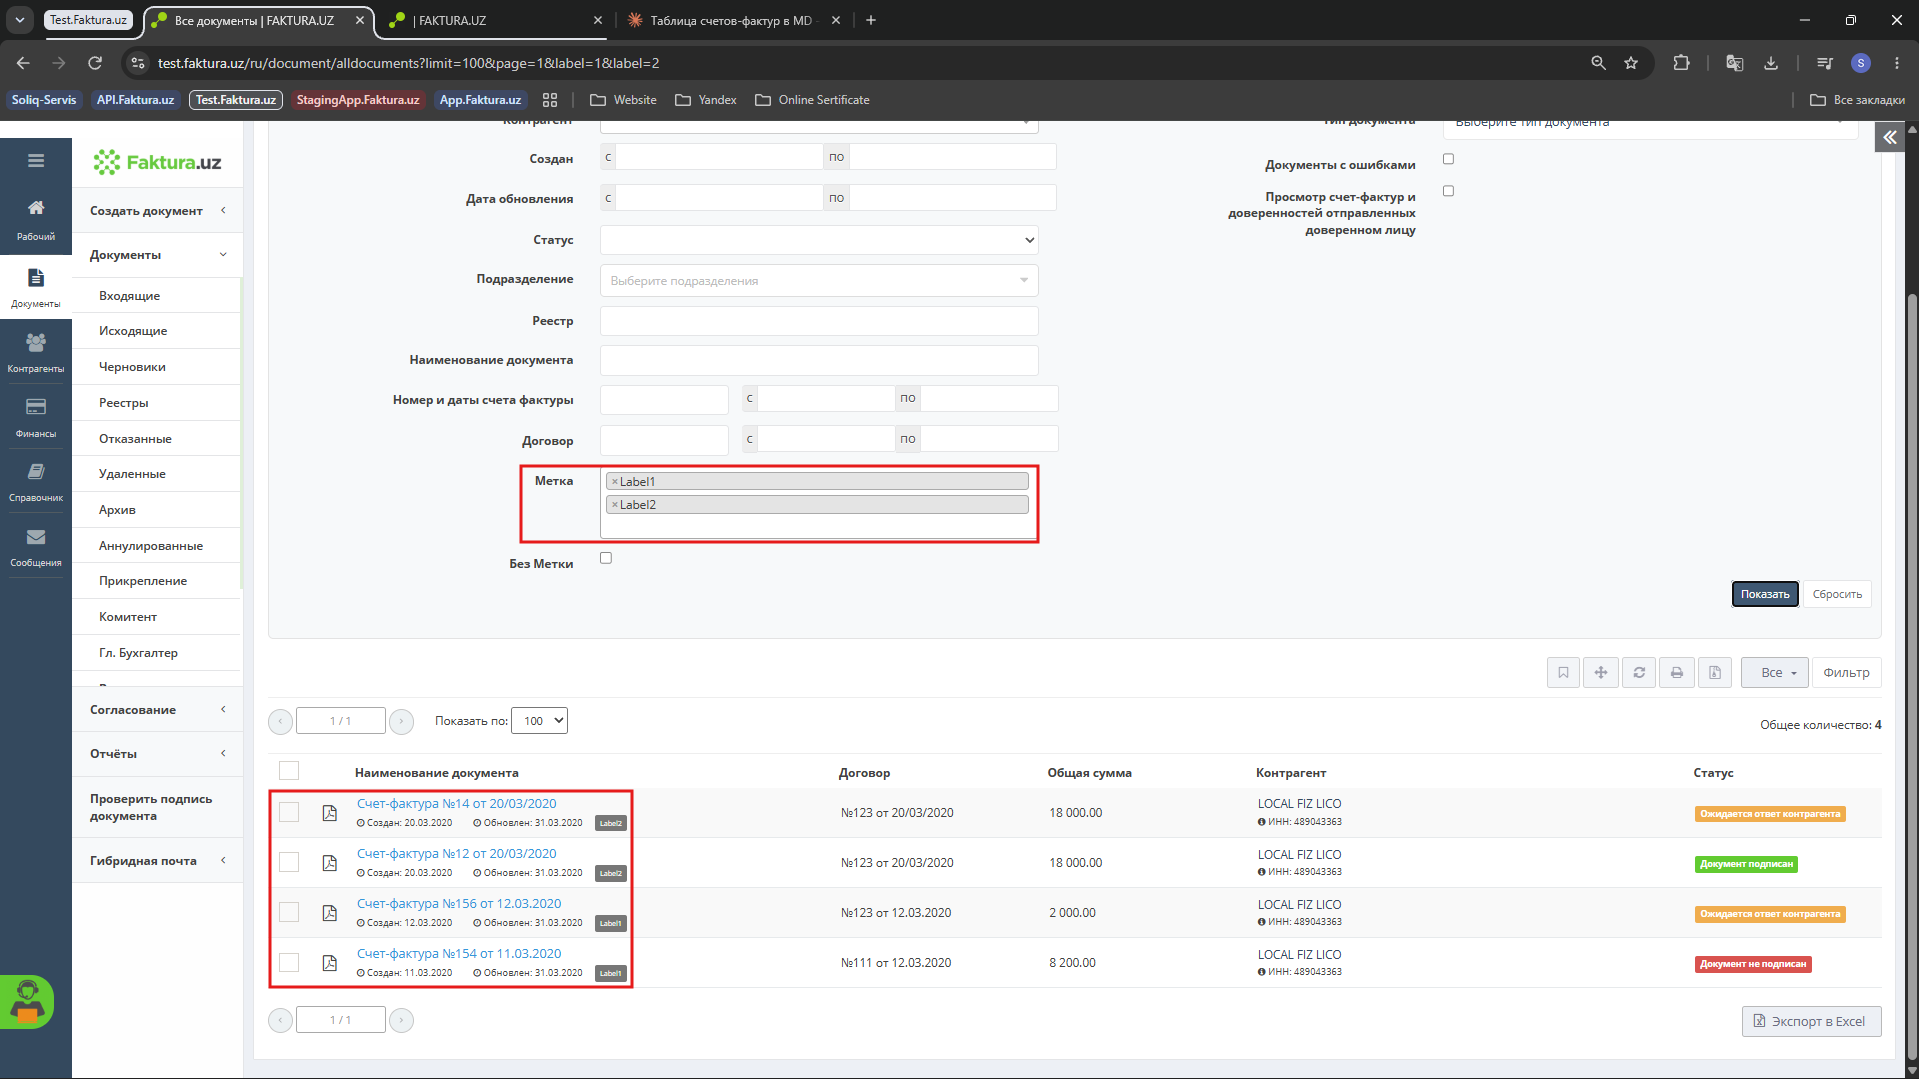 Test.Faktura.uz
Все документы | FAKTURA.UZ
| FAKTURA.UZ
Таблица счетов-фактур в MD
test.faktura.uz/ru/document/alldocuments?limit=100&page=1&label=1&label=2
S
Soliq-Servis
API.Faktura.uz
Test.Faktura.uz
StagingApp.Faktura.uz
App.Faktura.uz
Website
Yandex
Online Sertificate
Все закладки
Faktura.uz
Рабочий
Документы
Контрагенты
Финансы
Справочник
Сообщения
Создать документ
Документы
Входящие
Исходящие
Черновики
Реестры
Отказанные
Удаленные
Архив
Аннулированные
Прикрепление
Комитент
Гл. Бухгалтер
Согласование
Отчёты
Проверить подпись
документа
Гибридная почта
Контрагент
Тип документа
Выберите тип документа
Создан
с
по
Документы с ошибками
Дата обновления
с
по
Просмотр счет-фактур и
доверенностей отправленных
доверенном лицу
Статус
Подразделение
Выберите подразделения
Реестр
Наименование документа
Номер и даты счета фактуры
с
по
Договор
с
по
Метка
×Label1
×Label2
Без Метки
Показать
Сбросить
Все
Фильтр
1 / 1
Показать по:
100
Общее количество: 4
Наименование документа
Договор
Общая сумма
Контрагент
Статус
Счет-фактура №14 от 20/03/2020
Создан: 20.03.2020
Обновлен: 31.03.2020
Label2
№123 от 20/03/2020
18 000.00
LOCAL FIZ LICO
ИНН: 489043363
Ожидается ответ контрагента
Счет-фактура №12 от 20/03/2020
Создан: 20.03.2020
Обновлен: 31.03.2020
Label2
№123 от 20/03/2020
18 000.00
LOCAL FIZ LICO
ИНН: 489043363
Документ подписан
Счет-фактура №156 от 12.03.2020
Создан: 12.03.2020
Обновлен: 31.03.2020
Label1
№123 от 12.03.2020
2 000.00
LOCAL FIZ LICO
ИНН: 489043363
Ожидается ответ контрагента
Счет-фактура №154 от 11.03.2020
Создан: 11.03.2020
Обновлен: 31.03.2020
Label1
№111 от 12.03.2020
8 200.00
LOCAL FIZ LICO
ИНН: 489043363
Документ не подписан
1 / 1
Экспорт в Excel